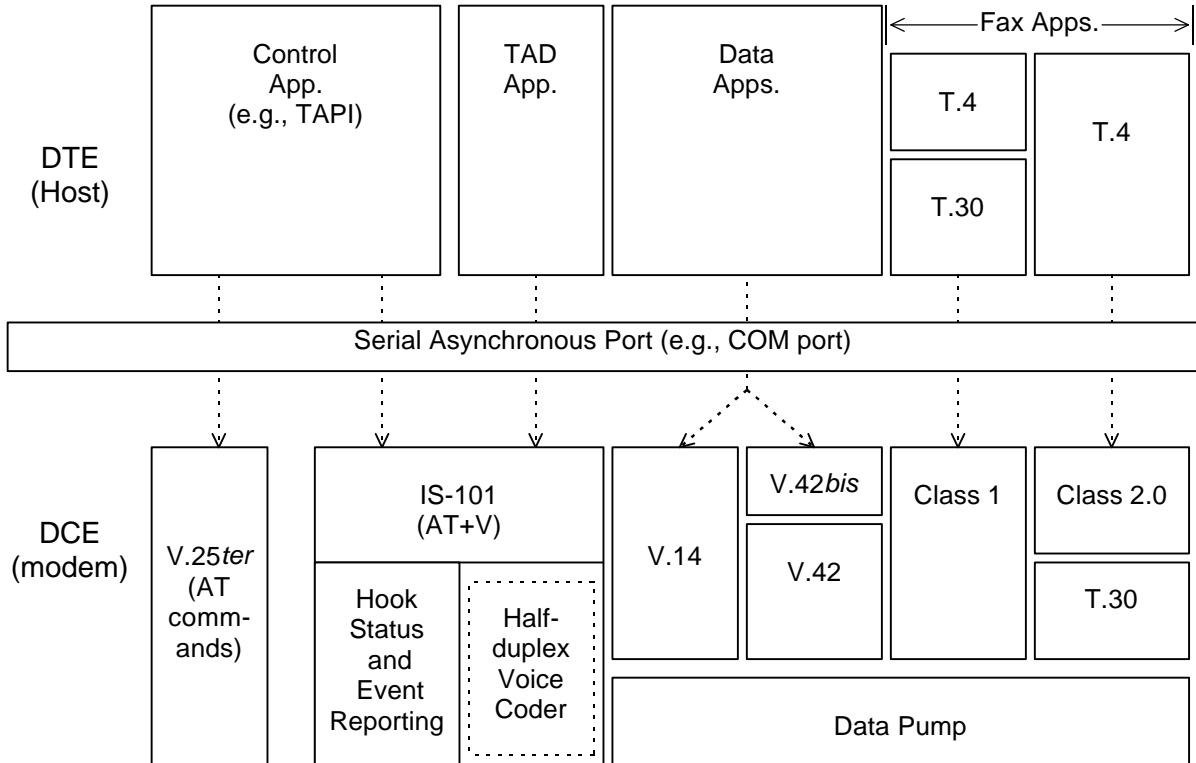 Fax Apps.
Control
App.
(e.g., TAPI)
TAD
App.
Data
Apps.
T.4
T.30
T.4
DTE
(Host)
Serial Asynchronous Port (e.g., COM port)
DCE
(modem)
V.25ter
(AT
comm-
ands)
IS-101
(AT+V)
Hook
Status
and
Event
Reporting
Half-
duplex
Voice
Coder
V.14
V.42bis
V.42
Class 1
Class 2.0
T.30
Data Pump